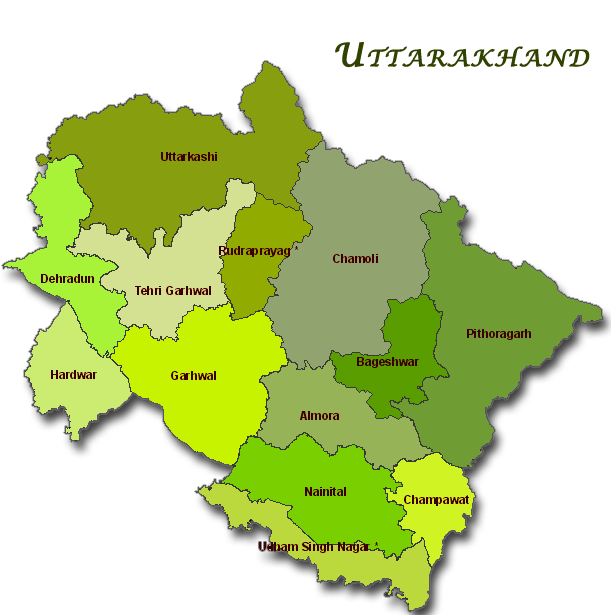 UTTARAKHAND
Uttarkashi
Rudraprayag *
Chamoli
Dehradun
Tehri Garhwal
Pithoragarh
Bageshwar
Hardwar
Garhwal
Almora
Nainital
Champawat
Udham Singh Nagar *